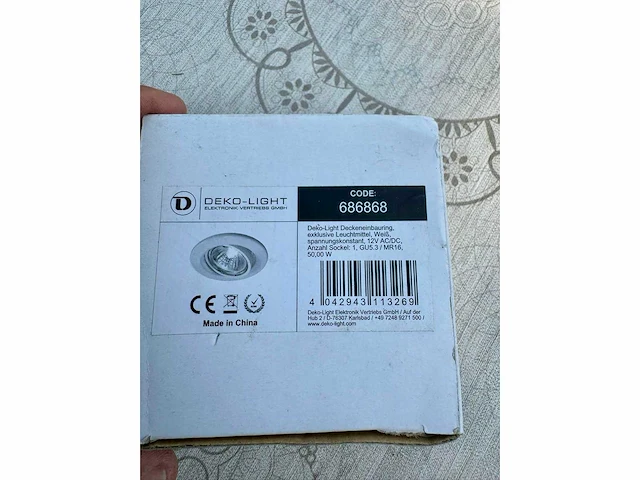 D
DEKO-LIGHT
ELEKTRONIK VERTRIEBS GMBH
CE
Made in China
CODE:
686868
Deko-Light Deckeneinbauring,
exklusive Leuchtmittel, Weiß,
spannungskonstant, 12V AC/DC,
Anzahl Sockel: 1, GU5.3 / MR16,
50,00 W
4 042943 113269
Deko-Light Elektronik Vertriebs GmbH / Auf der
Hub 2 / D-76307 Karlsbad / +49 7248 9271 500 /
www.deko-light.com